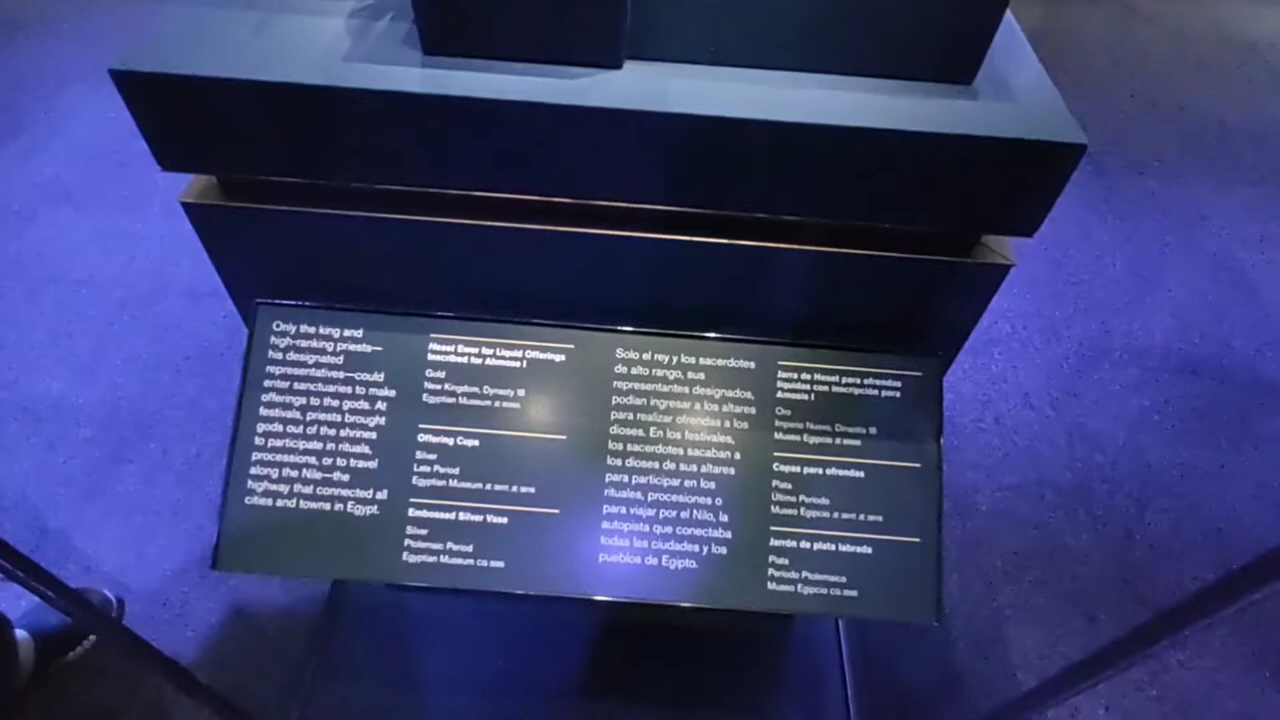 Only the king and
high-ranking priests—
his designated
representatives—could
enter sanctuaries to make
offerings to the gods. At
festivals, priests brought
gods out of the shrines
to participate in rituals,
processions, or to travel
along the Nile—the
highway that connected all
cities and towns in Egypt.
Heset Ewer for Liquid Offerings
Inscribed for Ahmose I
Gold
New Kingdom, Dynasty 18
Egyptian Museum
Offering Cups
Silver
Late Period
Egyptian Museum
Embossed Silver Vase
Silver
Ptolemaic Period
Egyptian Museum CG
Solo el rey y los sacerdotes
de alto rango, sus
representantes designados,
podían ingresar a los altares
para realizar ofrendas a los
dioses. En los festivales,
los sacerdotes sacaban a
los dioses de sus altares
para participar en los
rituales, procesiones o
para viajar por el Nilo, la
autopista que conectaba
todas las ciudades y los
pueblos de Egipto.
Jarra de Heset para ofrendas
líquidas con inscripción para
Amosis I
Oro
Imperio Nuevo, Dinastía 18
Museo Egipcio
Copas para ofrendas
Plata
Último Periodo
Museo Egipcio
Jarrón de plata labrada
Plata
Periodo Ptolemaico
Museo Egipcio CG